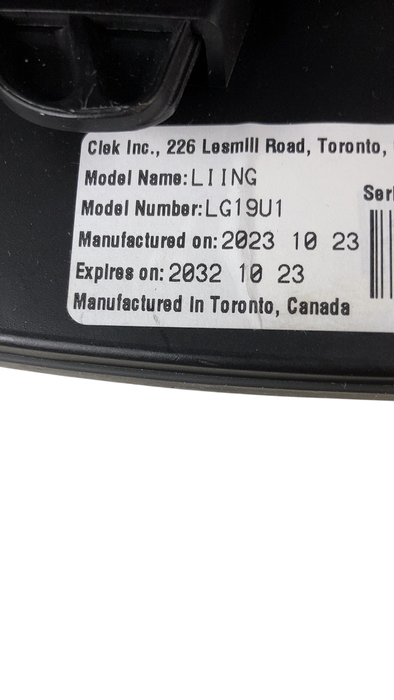 Clek Inc., 226 Lesmill Road, Toronto,
Model Name:LIING
Model Number:LG19U1
Manufactured on:2023 10 23
Expires on:2032 10 23
Manufactured In Toronto, Canada